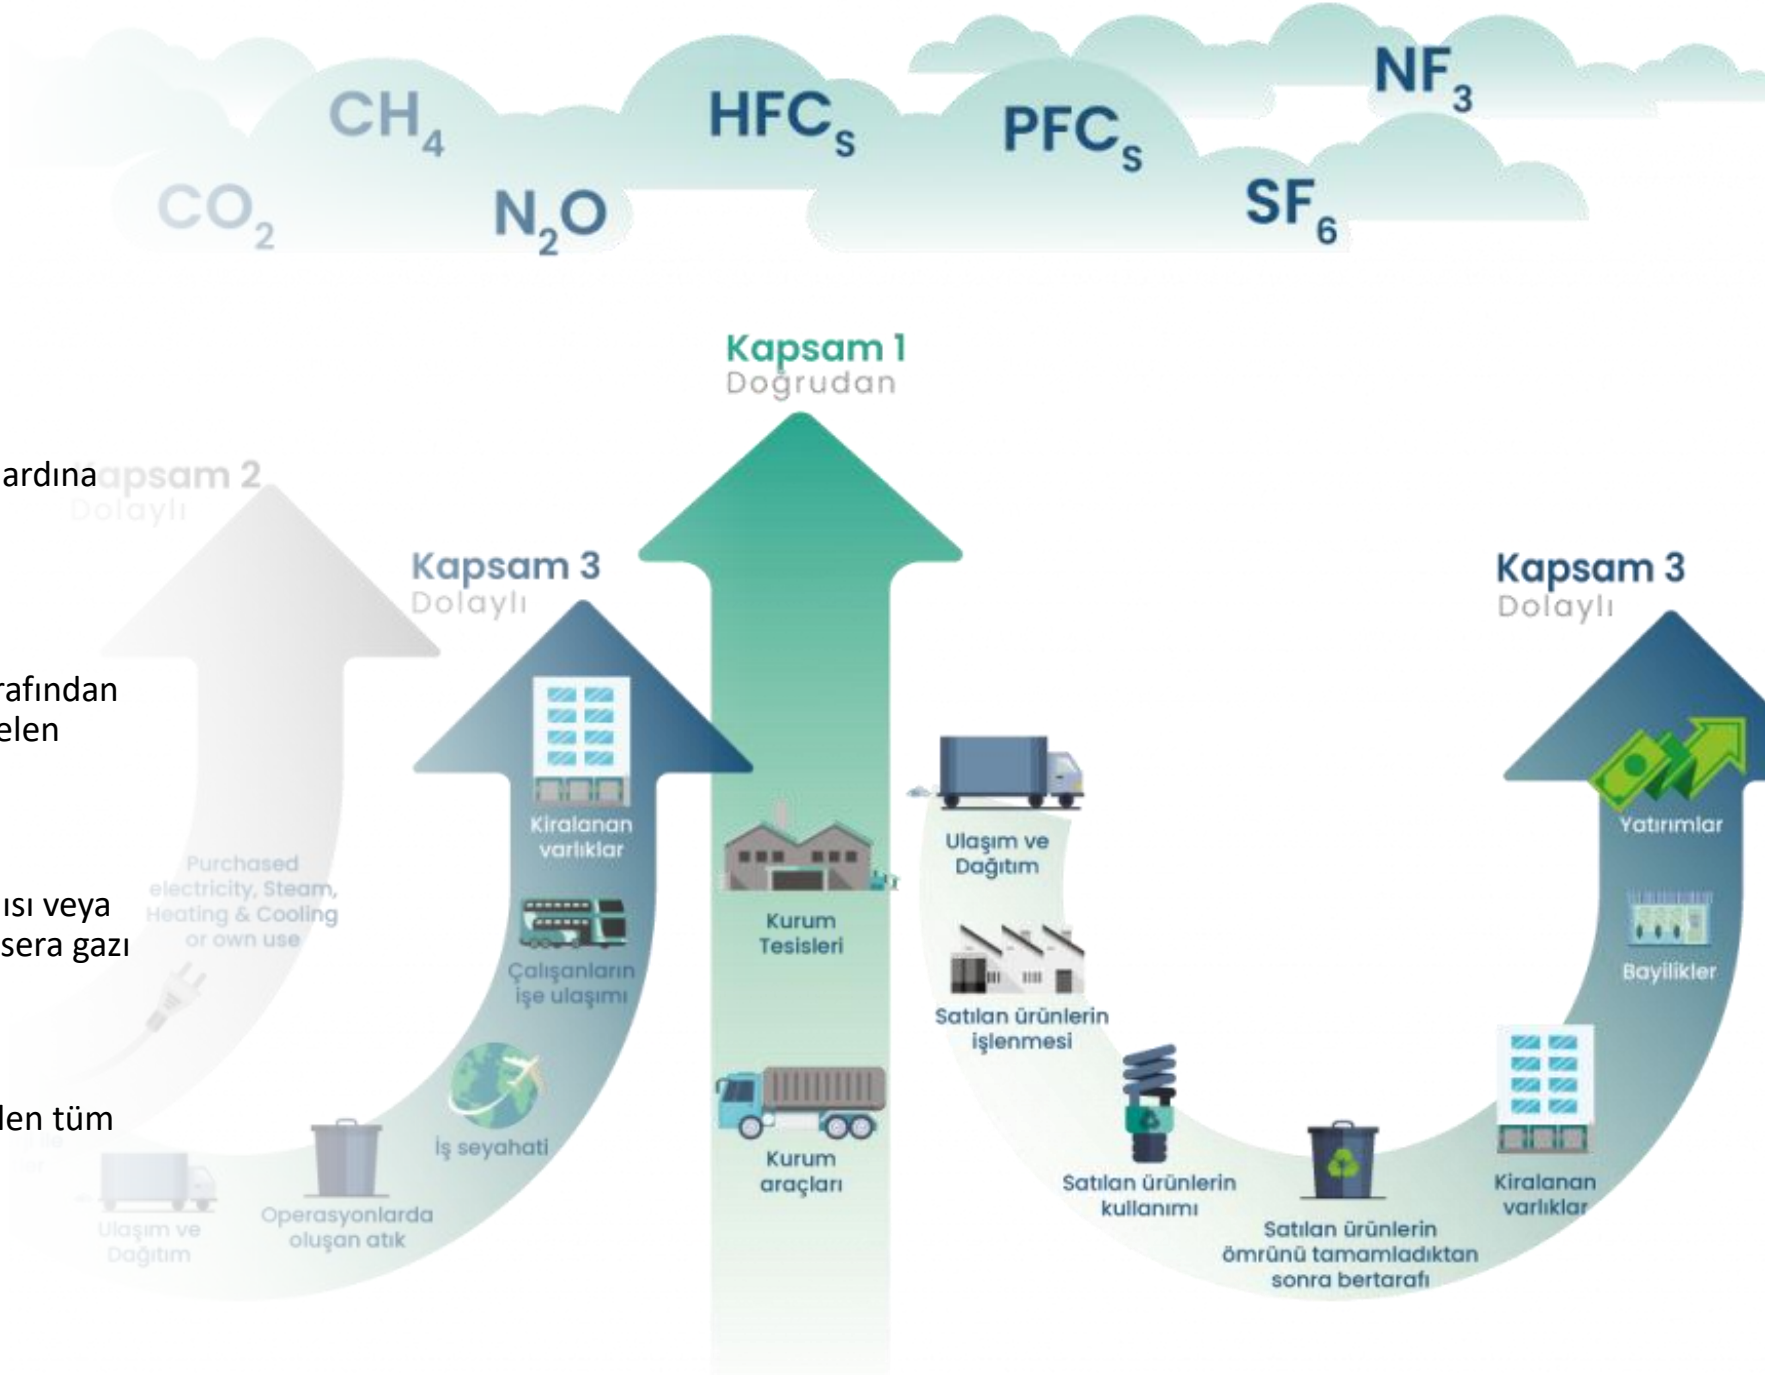 CH4
HFCs
PFCs
NF3
CO2
N2O
SF6
Kapsam 1
Doğrudan
ardına
apsam 2
Dolaylı
Kapsam 3
Dolaylı
Kapsam 3
Dolaylı
rafından
elen
ısı veya
sera gazı
len tüm
Purchased
electricity, Steam,
Heating & Cooling
or own use
Kiralanan
varlıklar
Çalışanların
işe ulaşımı
İş seyahati
Operasyonlarda
oluşan atık
Ulaşım ve
Dağıtım
Kurum
Tesisleri
Kurum
araçları
Ulaşım ve
Dağıtım
Satılan ürünlerin
işlenmesi
Satılan ürünlerin
kullanımı
Satılan ürünlerin
ömrünü tamamladıktan
sonra bertarafı
Kiralanan
varlıklar
Bayilikler
Yatırımlar